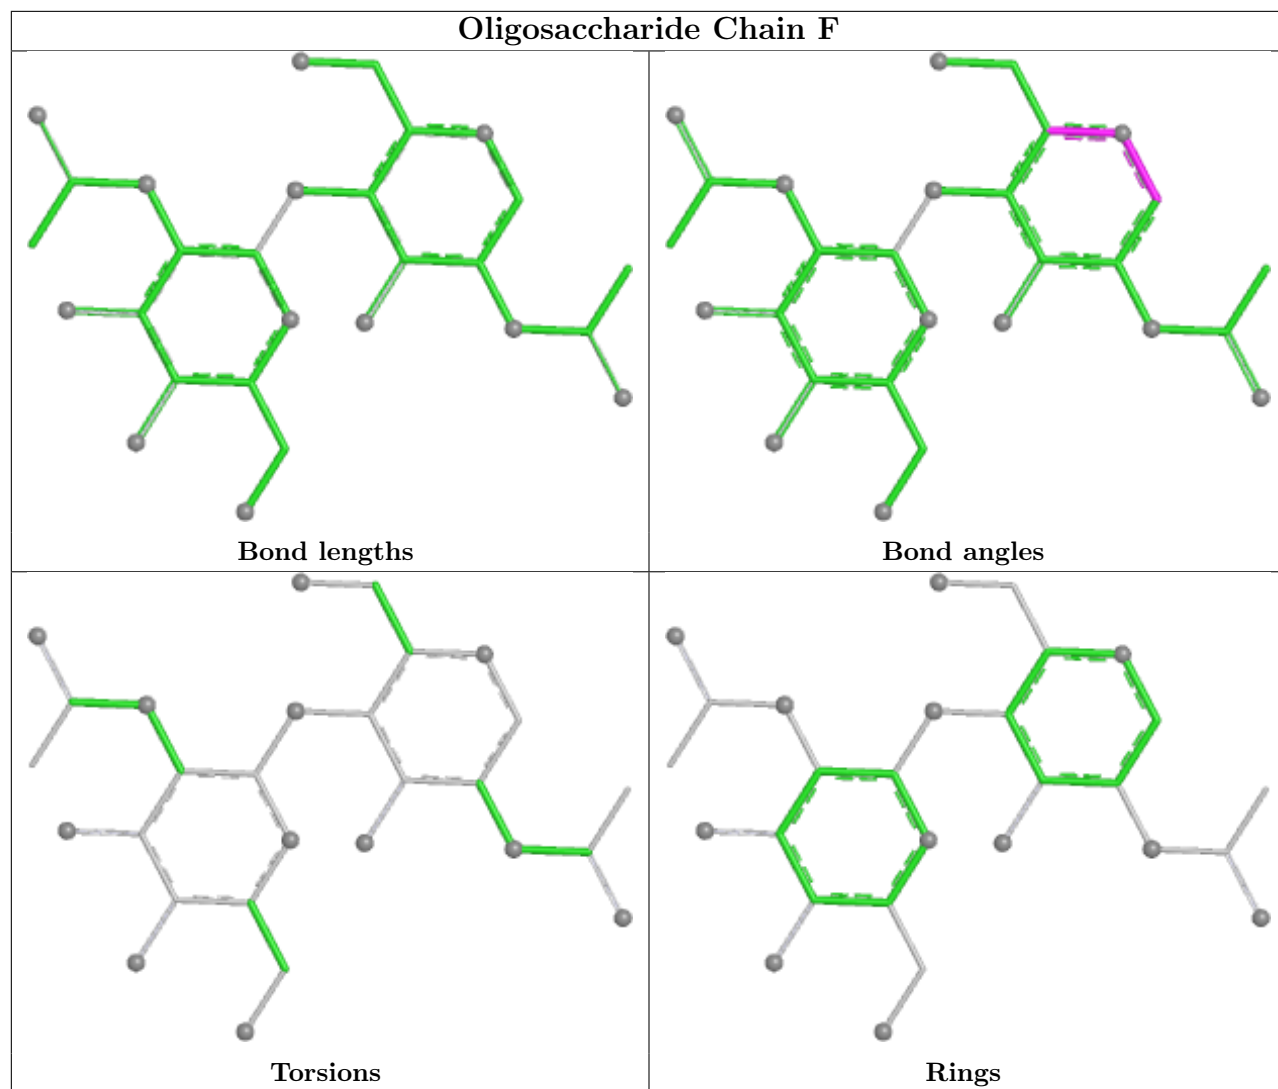 Oligosaccharide Chain F
Bond lengths
Bond angles
Torsions
Rings